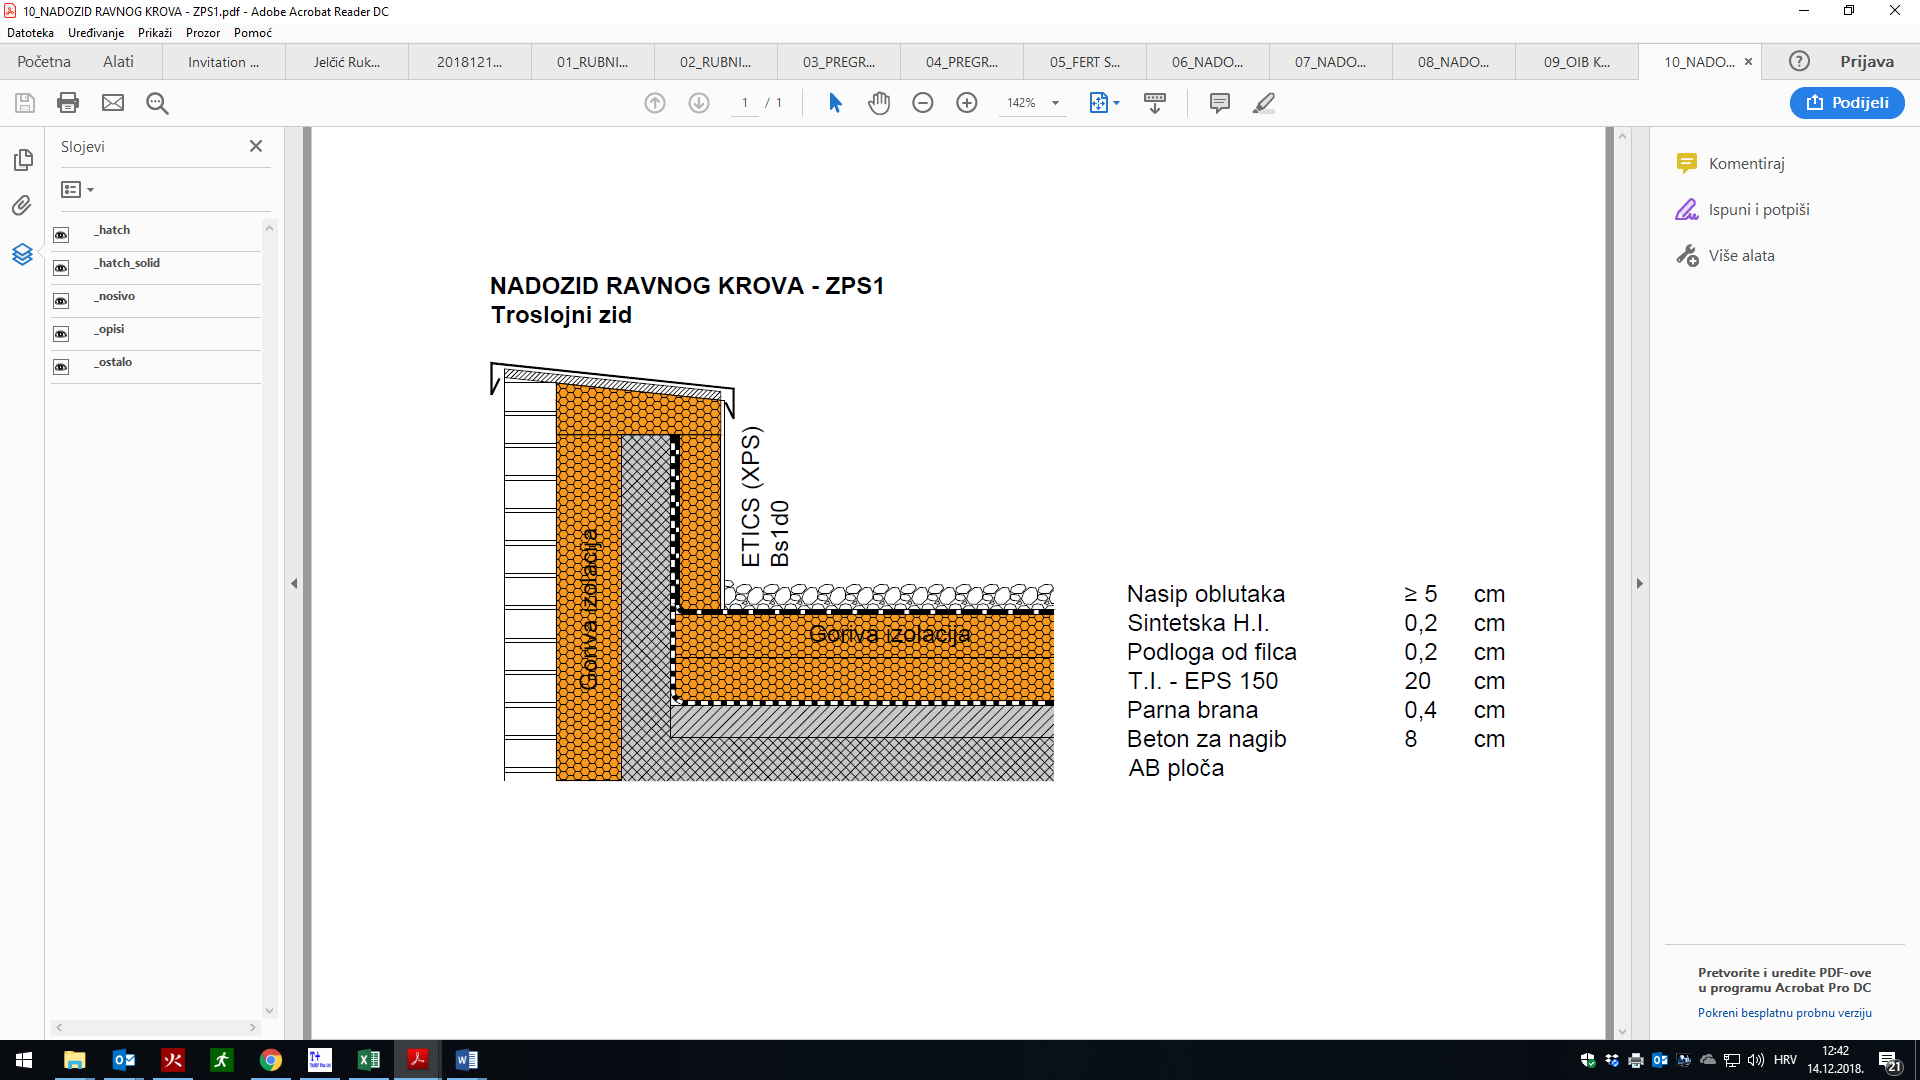 10_NADOZID RAVNOG KROVA - ZPS1.pdf - Adobe Acrobat Reader DC
Datoteka Uređivanje Prikaži Prozor Pomoć
Početna Alati Invitation ... Jelčić Ruk... 2018121... 01_RUBNI... 02_RUBNI... 03_PREGR... 04_PREGR... 05_FERT S... 06_NADO... 07_NADO... 08_NADO... 09_OIB K... 10_NADO... Prijava
1 / 1 142% Podijeli
Slojevi
_hatch
_hatch_solid
_nosivo
_opisi
_ostalo
NADOZID RAVNOG KROVA - ZPS1
Troslojni zid
ETICS (XPS)
Bs1d0
Goriva izolacija
Goriva izolacija
Nasip oblutaka ≥ 5 cm
Sintetska H.I. 0,2 cm
Podloga od filca 0,2 cm
T.I. - EPS 150 20 cm
Parna brana 0,4 cm
Beton za nagib 8 cm
AB ploča
Komentiraj
Ispuni i potpiši
Više alata
Pretvorite i uredite PDF-ove
u programu Acrobat Pro DC
Pokreni besplatnu probnu verziju
HRV
12:42
14.12.2018.
21